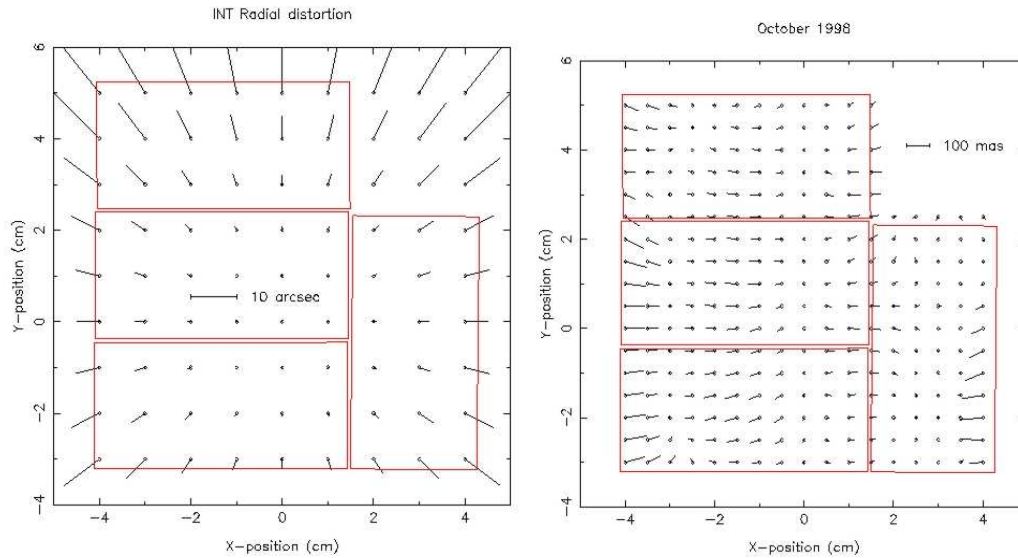 INT Radial distortion
6
4
2
0
−2
−4
Y-position (cm)
10 arcsec
−4
−2
0
2
4
X-position (cm)
October 1998
6
4
2
0
−2
−4
Y-position (cm)
100 mas
−4
−2
0
2
4
X-position (cm)